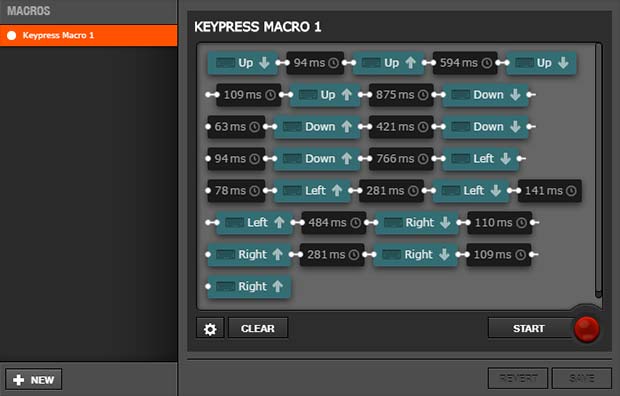 MACROS
Keypress Macro 1
KEYPRESS MACRO 1
Up 94 ms Up 594 ms Up
109 ms Up 875 ms Down
63 ms Down 421 ms Down
94 ms Down 766 ms Left
78 ms Left 281 ms Left 141 ms
Left 484 ms Right 110 ms
Right 281 ms Right 109 ms
Right
CLEAR START
NEW REVERT SAVE